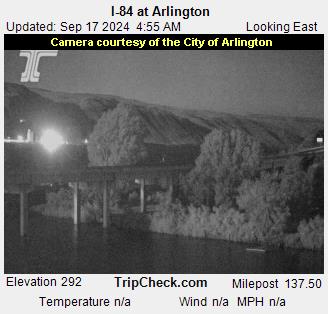 I-84 at Arlington
Updated: Sep 17 2024 4:55 AM Looking East
Camera courtesy of the City of Arlington
Elevation 292 TripCheck.com Milepost 137.50
Temperature n/a Wind n/a MPH n/a